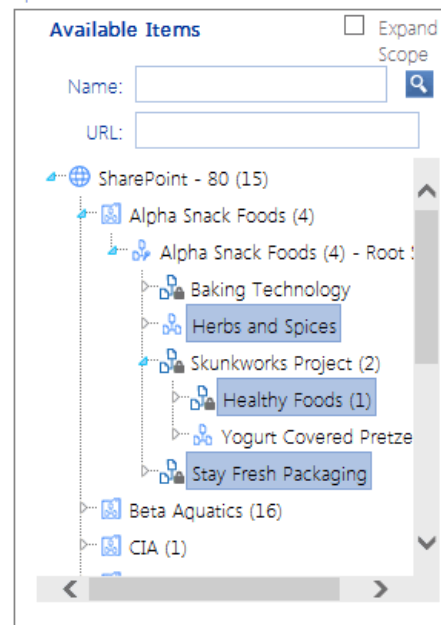 Available Items
Expand
Scope
Name:
URL:
SharePoint - 80 (15)
Alpha Snack Foods (4)
Alpha Snack Foods (4) - Root
Baking Technology
Herbs and Spices
Skunkworks Project (2)
Healthy Foods (1)
Yogurt Covered Pretze
Stay Fresh Packaging
Beta Aquatics (16)
CIA (1)